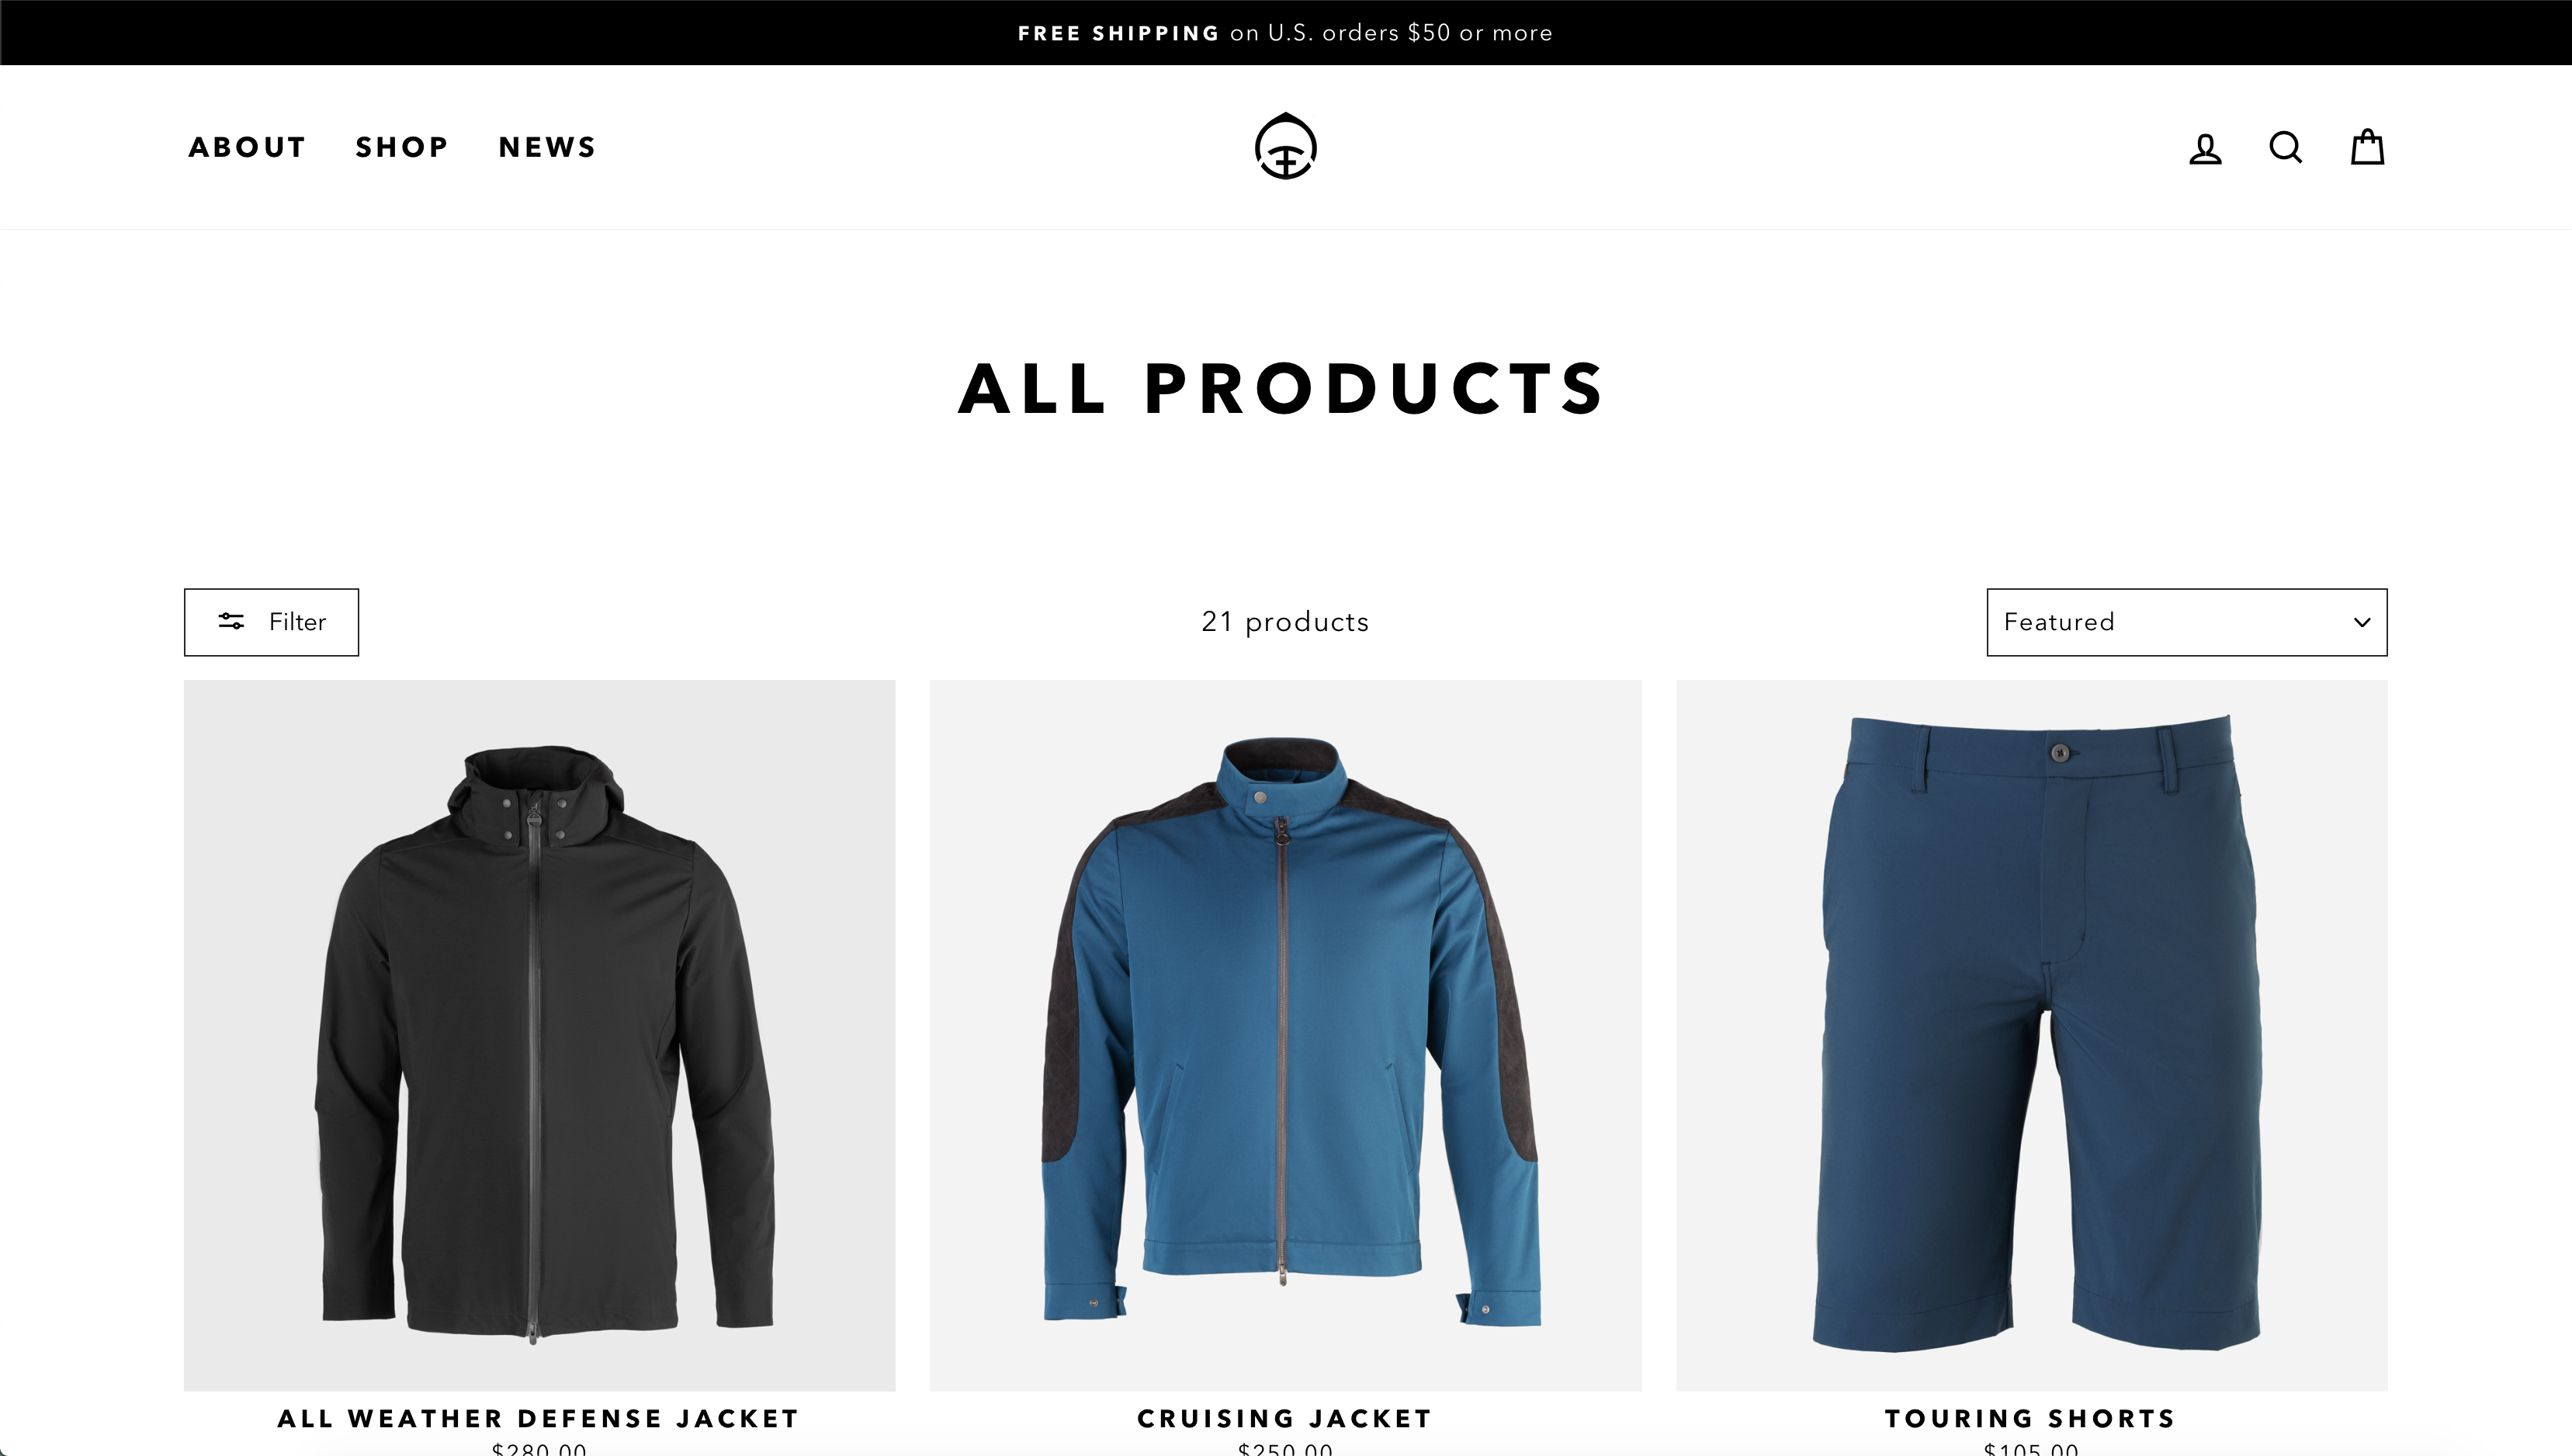 FREE SHIPPING on U.S. orders $50 or more
ABOUT SHOP NEWS
ALL PRODUCTS
Filter
21 products
Featured
ALL WEATHER DEFENSE JACKET
CRUISING JACKET
TOURING SHORTS
$280.00
$250.00
$105.00